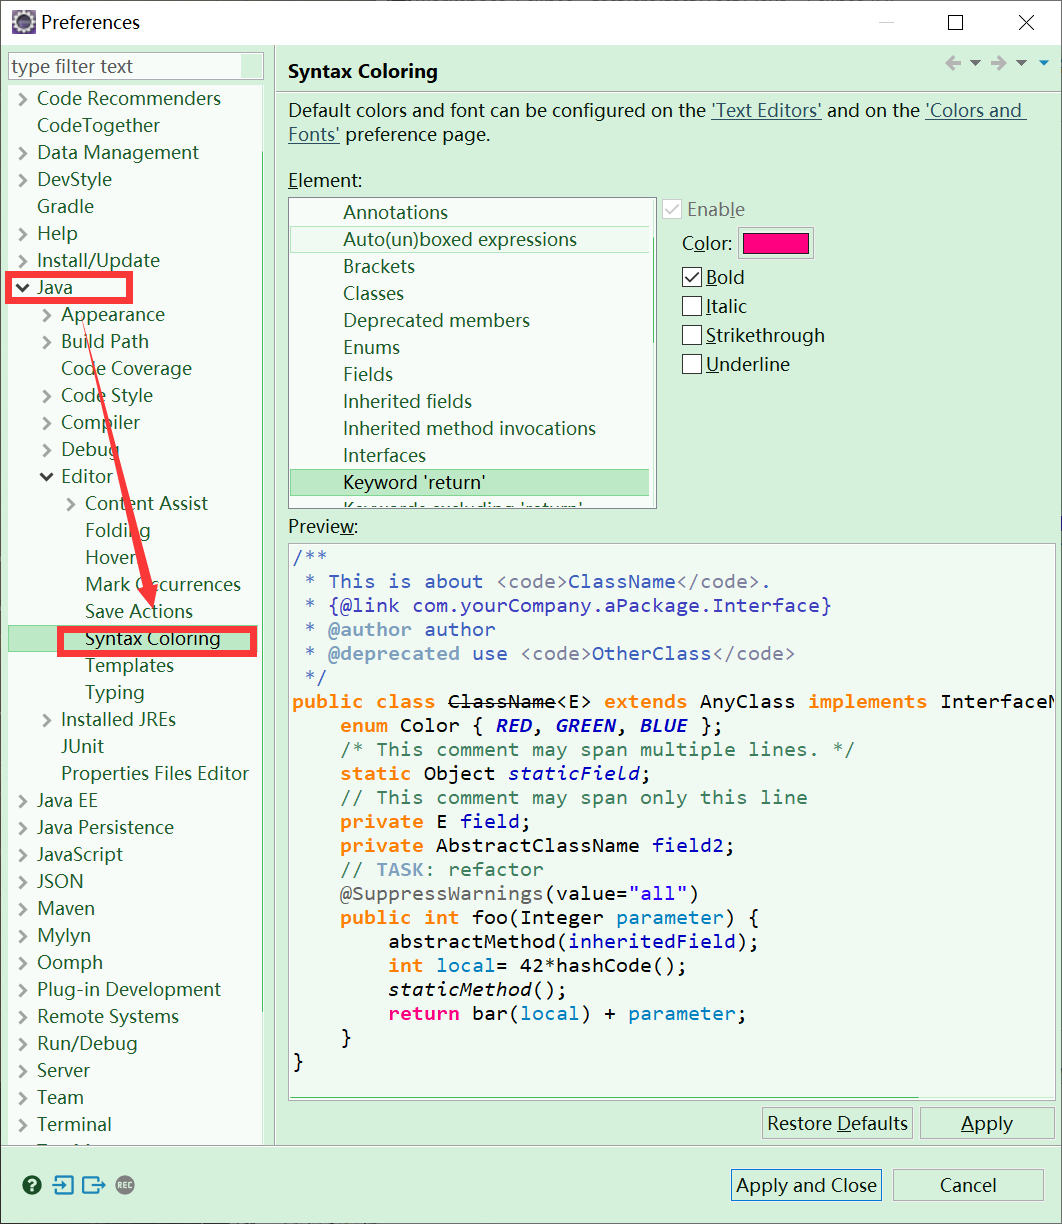 Preferences
type filter text
Code Recommenders
CodeTogether
Data Management
DevStyle
Gradle
Help
Install/Update
Java
Appearance
Build Path
Code Coverage
Code Style
Compiler
Debug
Editor
Content Assist
Folding
Hovers
Mark Occurrences
Save Actions
Syntax Coloring
Templates
Typing
Installed JREs
JUnit
Properties Files Editor
Java EE
Java Persistence
JavaScript
JSON
Maven
Mylyn
Oomph
Plug-in Development
Remote Systems
Run/Debug
Server
Team
Terminal
Syntax Coloring
Default colors and font can be configured on the 'Text Editors' and on the 'Colors and
Fonts' preference page.
Element:
Annotations
Auto(un)boxed expressions
Brackets
Classes
Deprecated members
Enums
Fields
Inherited fields
Inherited method invocations
Interfaces
Keyword 'return'
Keywords excluding 'return'
Enable
Color:
Bold
Italic
Strikethrough
Underline
Preview:
/**
 * This is about <code>ClassName</code>.
 * {@link com.yourCompany.aPackage.Interface}
 * @author author
 * @deprecated use <code>OtherClass</code>
 */
public class ClassName<E> extends AnyClass implements InterfaceN
    enum Color { RED, GREEN, BLUE };
    /* This comment may span multiple lines. */
    static Object staticField;
    // This comment may span only this line
    private E field;
    private AbstractClassName field2;
    // TASK: refactor
    @SuppressWarnings(value="all")
    public int foo(Integer parameter) {
        abstractMethod(inheritedField);
        int local= 42*hashCode();
        staticMethod();
        return bar(local) + parameter;
    }
}
Restore Defaults
Apply
REC
Apply and Close
Cancel